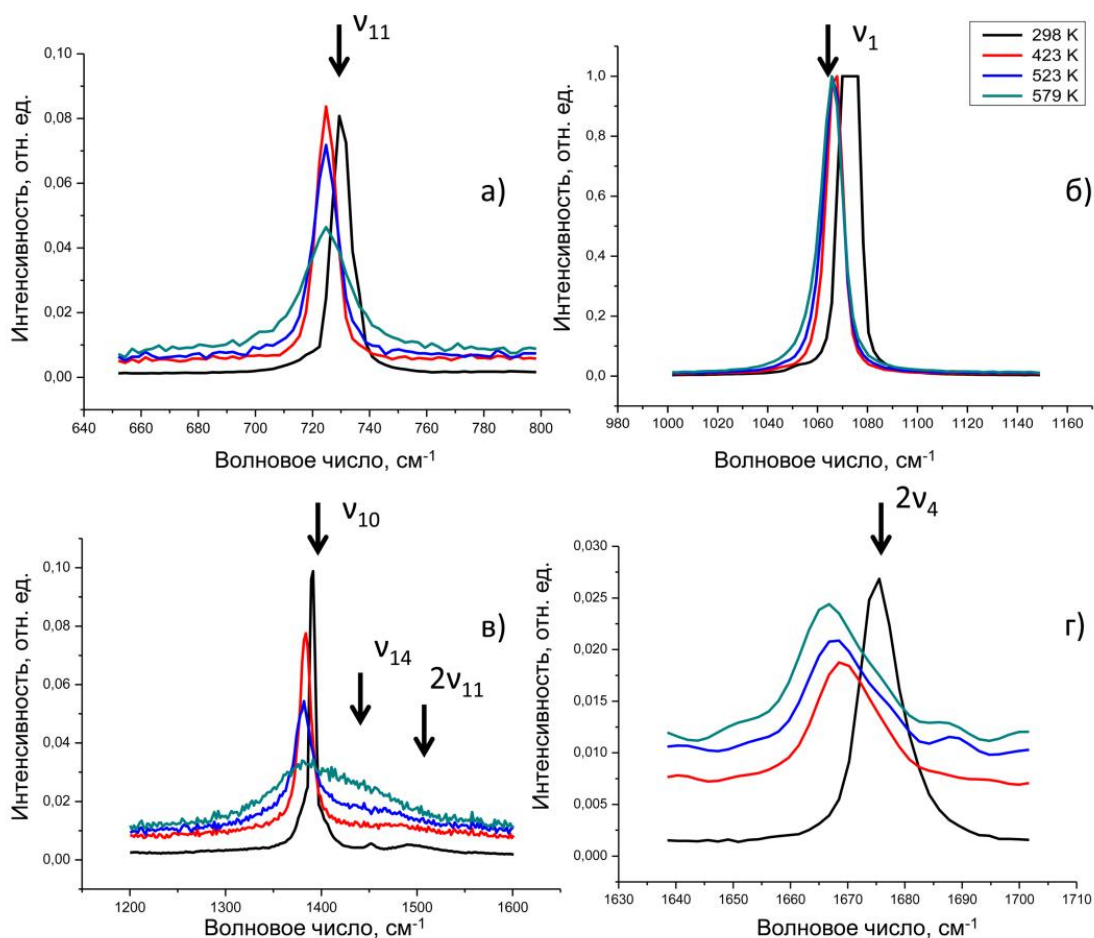 ν₁₁
0,10
0,08
0,06
0,04
0,02
0,00
Интенсивность, отн. ед.
а)
640 660 680 700 720 740 760 780 800
Волновое число, см⁻¹
ν₁
298 K
423 K
523 K
579 K
1,0
0,8
0,6
0,4
0,2
0,0
Интенсивность, отн. ед.
б)
980 1000 1020 1040 1060 1080 1100 1120 1140 1160
Волновое число, см⁻¹
ν₁₀
0,10
0,08
0,06
0,04
0,02
0,00
Интенсивность, отн. ед.
в)
ν₁₄
2ν₁₁
1200 1300 1400 1500 1600
Волновое число, см⁻¹
2ν₄
0,030
0,025
0,020
0,015
0,010
0,005
0,000
Интенсивность, отн. ед.
г)
1630 1640 1650 1660 1670 1680 1690 1700 1710
Волновое число, см⁻¹